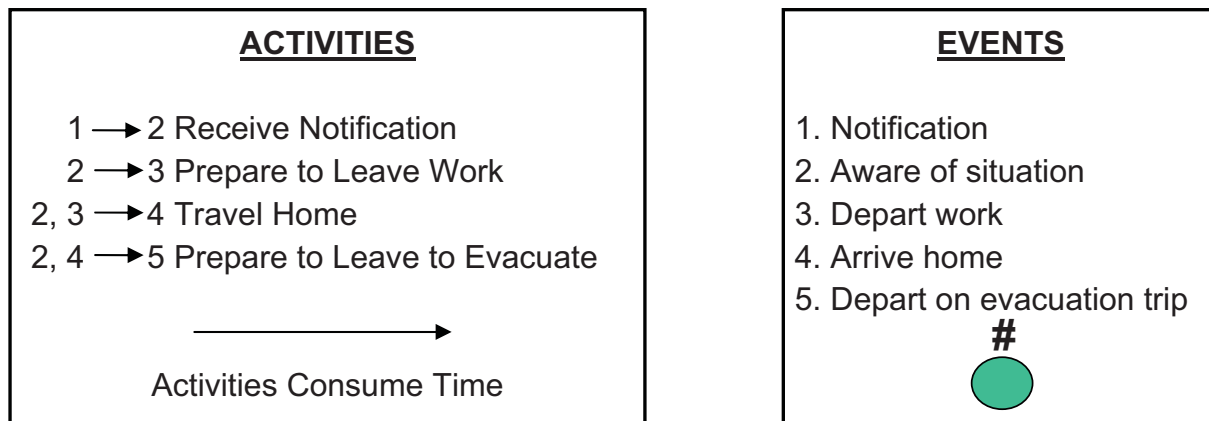 ACTIVITIES
1 → 2 Receive Notification
2 → 3 Prepare to Leave Work
2, 3 → 4 Travel Home
2, 4 → 5 Prepare to Leave to Evacuate
Activities Consume Time
EVENTS
1. Notification
2. Aware of situation
3. Depart work
4. Arrive home
5. Depart on evacuation trip
#